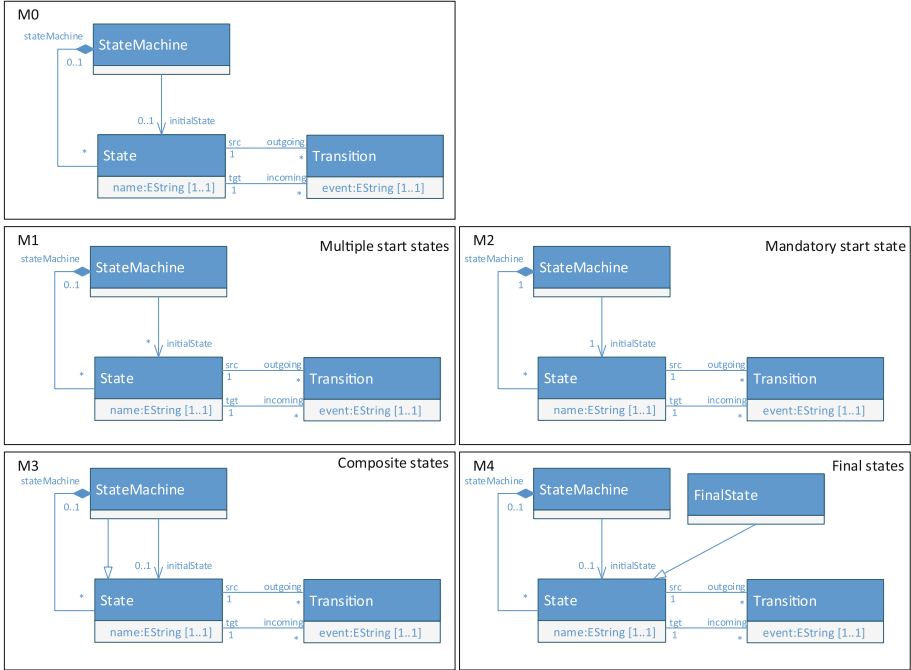 M0
stateMachine
StateMachine
0..1
0..1 initialState
* State src outgoing Transition
1 *
tgt incoming
name:EString [1..1] 1 * event:EString [1..1]
M1 Multiple start states
stateMachine
StateMachine
0..1
* initialState
* State src outgoing Transition
1 *
tgt incoming
name:EString [1..1] 1 * event:EString [1..1]
M2 Mandatory start state
stateMachine
StateMachine
1
1 initialState
* State src outgoing Transition
1 *
tgt incoming
name:EString [1..1] 1 * event:EString [1..1]
M3 Composite states
stateMachine
StateMachine
0..1
0..1 initialState
* State src outgoing Transition
1 *
tgt incoming
name:EString [1..1] 1 * event:EString [1..1]
M4 Final states
stateMachine
StateMachine FinalState
0..1
0..1 initialState
* State src outgoing Transition
1 *
tgt incoming
name:EString [1..1] 1 * event:EString [1..1]